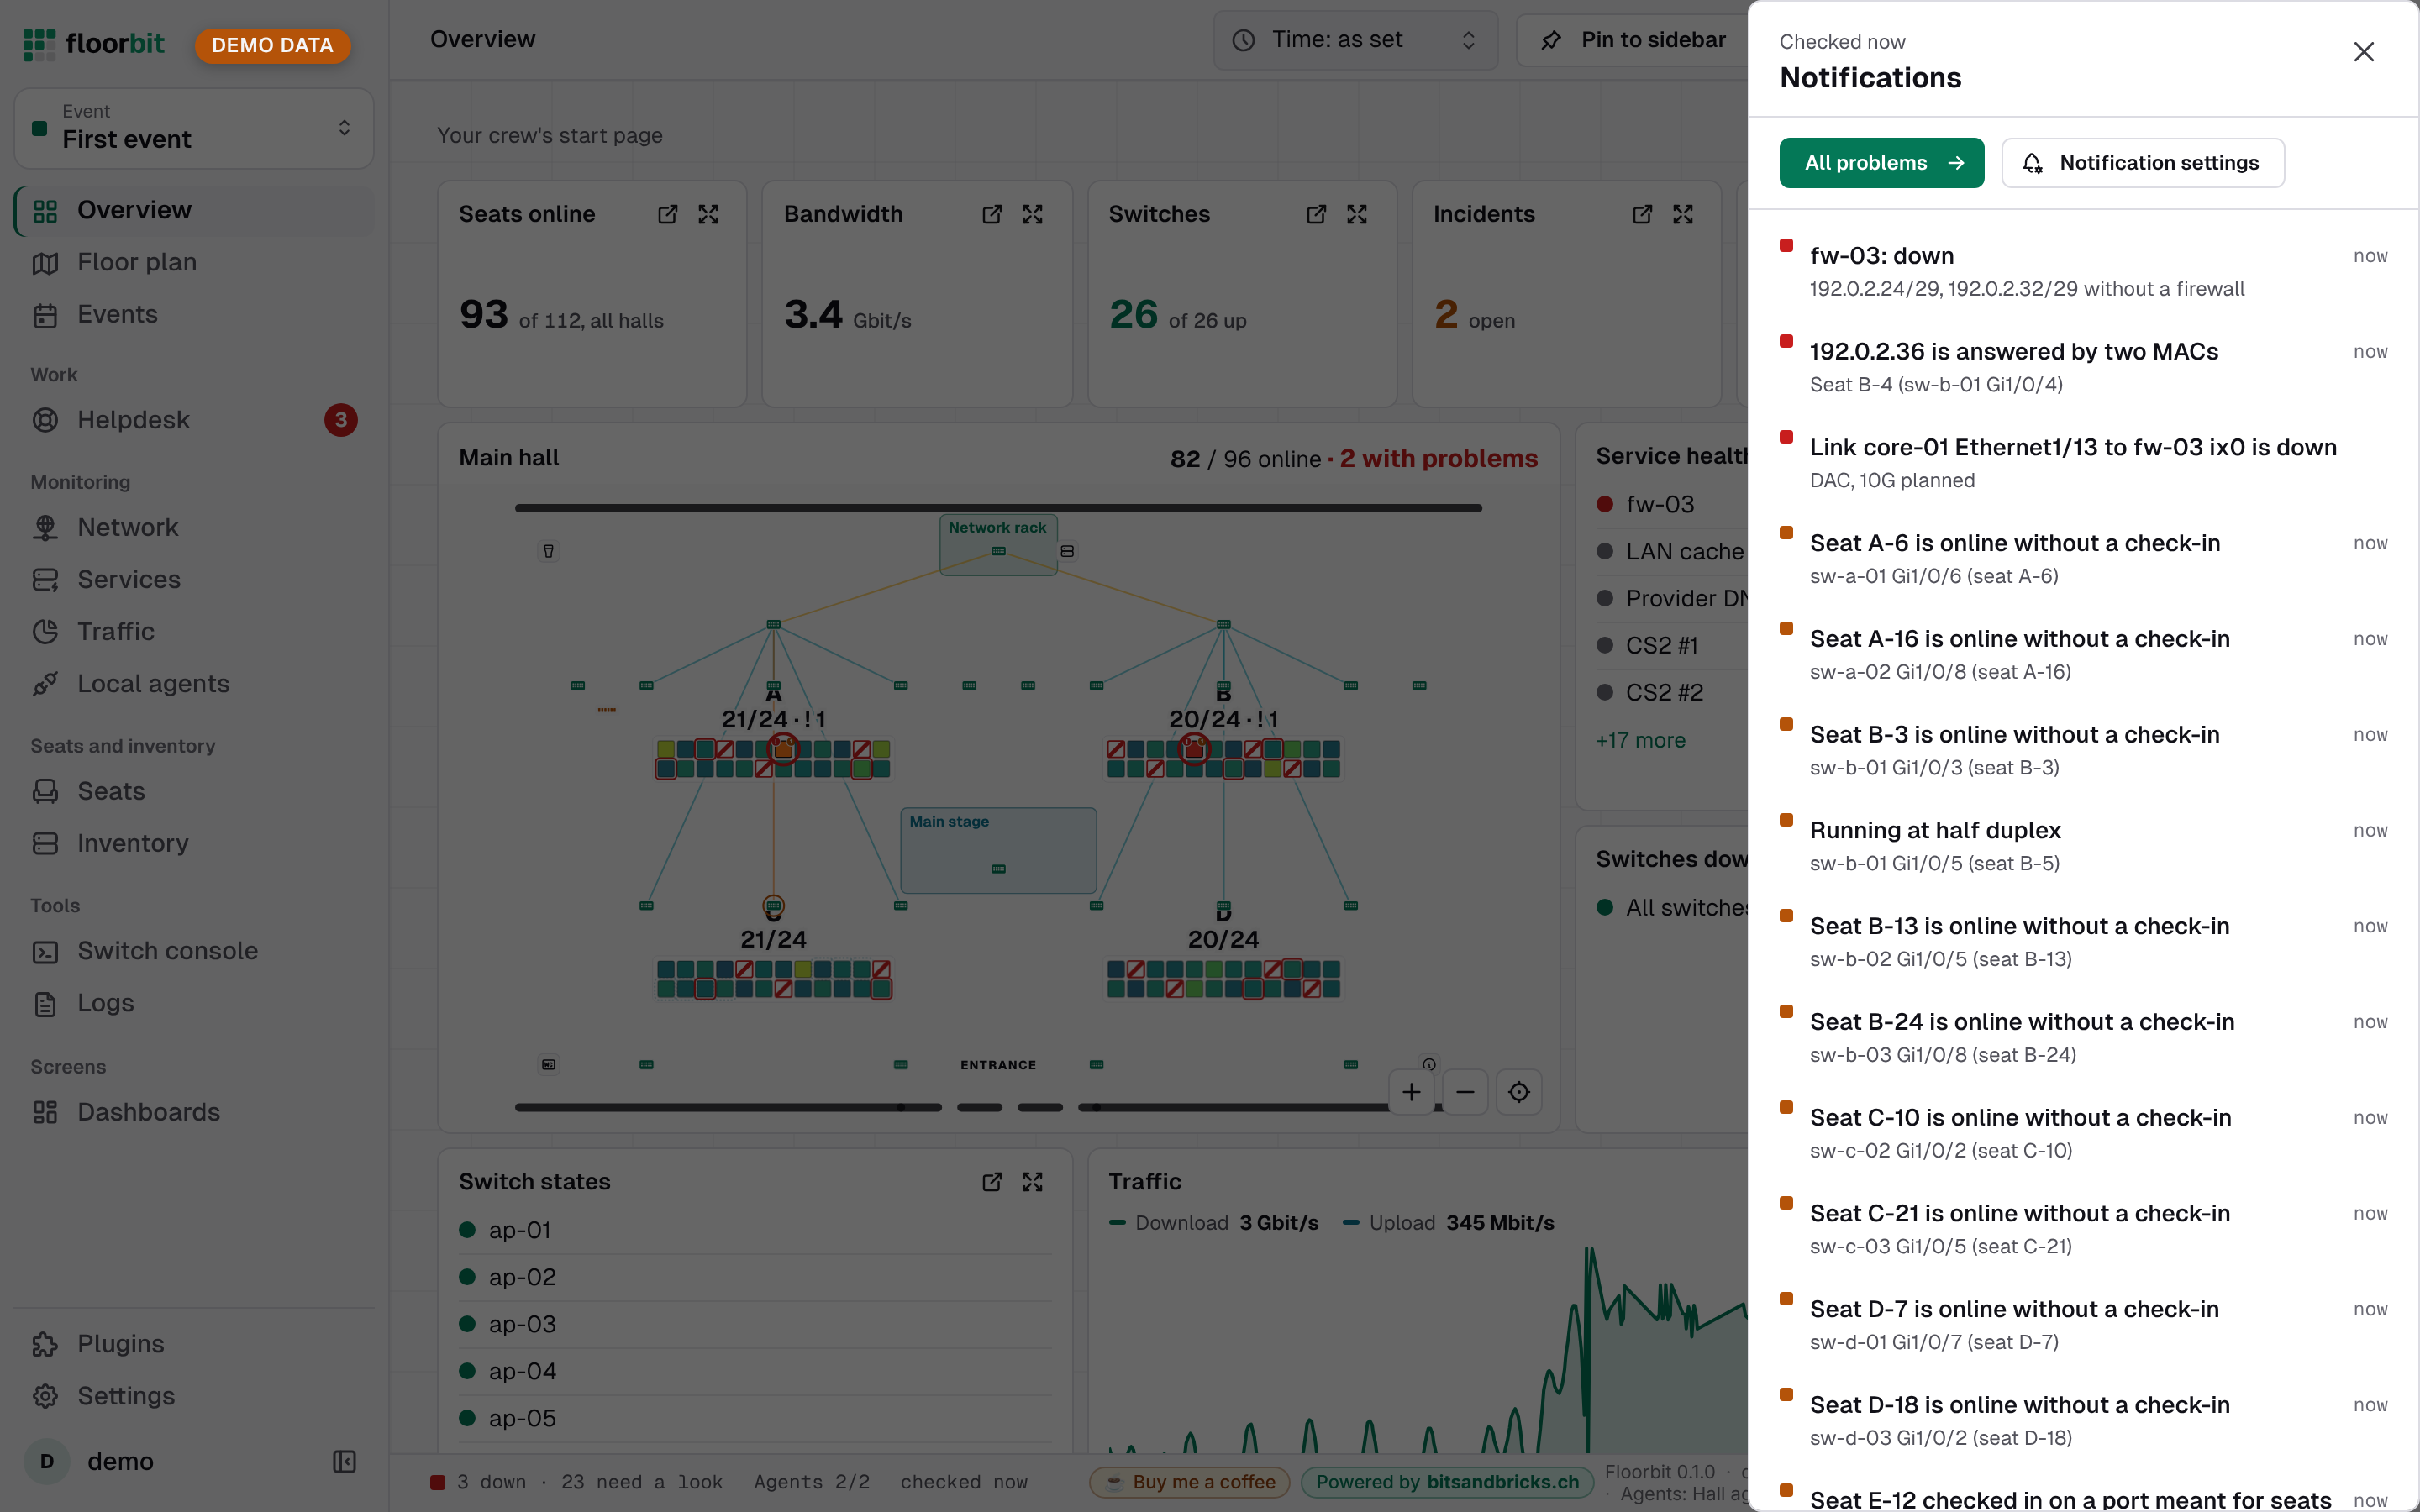 floorbit
DEMO DATA
Event
First event
Overview
Floor plan
Events
Work
Helpdesk
3
Monitoring
Network
Services
Traffic
Local agents
Seats and inventory
Seats
Inventory
Tools
Switch console
Logs
Screens
Dashboards
Plugins
Settings
D
demo
Overview
Time: as set
Pin to sidebar
Your crew's start page
Seats online
93 of 112, all halls
Bandwidth
3.4 Gbit/s
Switches
26 of 26 up
Incidents
2 open
Main hall
82 / 96 online · 2 with problems
Network rack
A
21/24 · ! 1
B
20/24 · ! 1
Main stage
21/24
D
20/24
WC
ENTRANCE
Service health
fw-03
LAN cache
Provider
CS2 #1
CS2 #2
+17 more
Switches
All switches
Switch states
ap-01
ap-02
ap-03
ap-04
ap-05
Traffic
Download 3 Gbit/s
Upload 345 Mbit/s
3 down · 23 need a look
Agents 2/2
checked now
Buy me a coffee
Powered by bitsandbricks.ch
Floorbit 0.1.0 ·
· Agents: Hall
Checked now
Notifications
All problems
Notification settings
fw-03: down
now
192.0.2.24/29, 192.0.2.32/29 without a firewall
192.0.2.36 is answered by two MACs
now
Seat B-4 (sw-b-01 Gi1/0/4)
Link core-01 Ethernet1/13 to fw-03 ix0 is down
DAC, 10G planned
Seat A-6 is online without a check-in
now
sw-a-01 Gi1/0/6 (seat A-6)
Seat A-16 is online without a check-in
now
sw-a-02 Gi1/0/8 (seat A-16)
Seat B-3 is online without a check-in
now
sw-b-01 Gi1/0/3 (seat B-3)
Running at half duplex
now
sw-b-01 Gi1/0/5 (seat B-5)
Seat B-13 is online without a check-in
now
sw-b-02 Gi1/0/5 (seat B-13)
Seat B-24 is online without a check-in
now
sw-b-03 Gi1/0/8 (seat B-24)
Seat C-10 is online without a check-in
now
sw-c-02 Gi1/0/2 (seat C-10)
Seat C-21 is online without a check-in
now
sw-c-03 Gi1/0/5 (seat C-21)
Seat D-7 is online without a check-in
now
sw-d-01 Gi1/0/7 (seat D-7)
Seat D-18 is online without a check-in
now
sw-d-03 Gi1/0/2 (seat D-18)
Seat E-12 checked in on a port meant for seats
now